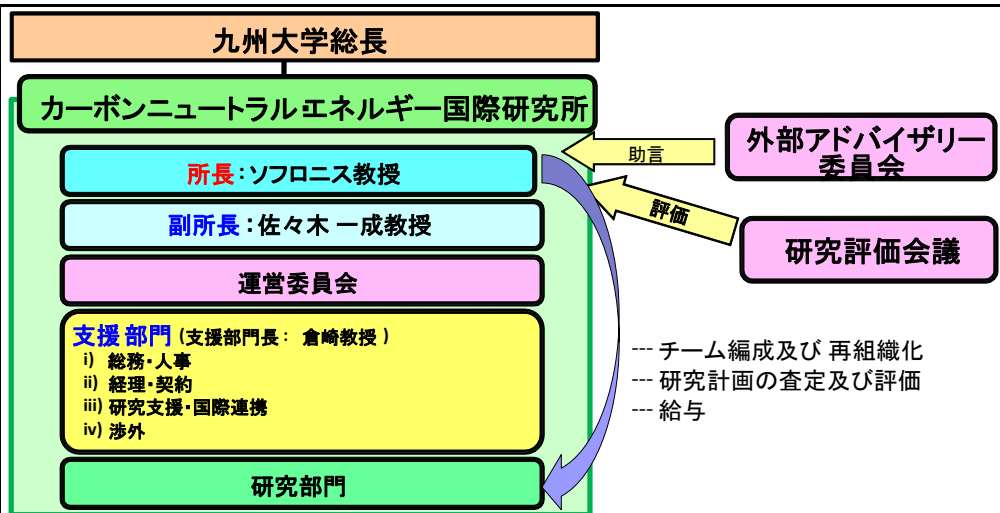 九州大学総長
カーボンニュートラル・エネルギー国際研究所
所長：ソフロニス教授
副所長：佐々木 一成教授
運営委員会
支援部門 (支援部門長： 倉崎教授 )
i) 総務・人事
ii) 経理・契約
iii) 研究支援・国際連携
iv) 渉外
研究部門
助言
外部アドバイザリー
委員会
評価
研究評価会議
--- チーム編成及び 再組織化
--- 研究計画の査定及び評価
--- 給与